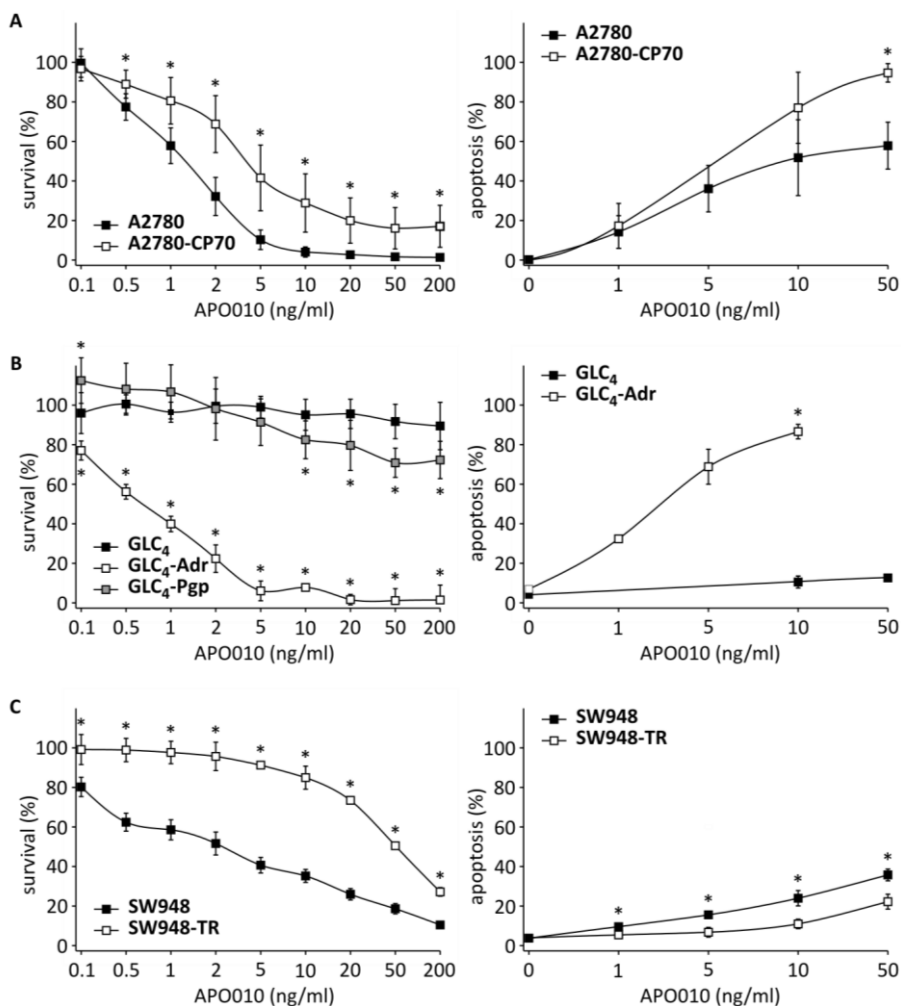 A
100
80
60
40
20
0
survival (%)
* * * * * * * *
A2780
A2780-CP70
0.1 0.5 1 2 5 10 20 50 200
APO010 (ng/ml)
A2780
A2780-CP70
100
80
60
40
20
0
apoptosis (%)
*
0 1 5 10 50
APO010 (ng/ml)
B
100
80
60
40
20
0
survival (%)
*
* * * *
* * * * * * * * *
GLC4
GLC4-Adr
GLC4-Pgp
0.1 0.5 1 2 5 10 20 50 200
APO010 (ng/ml)
GLC4
GLC4-Adr
100
80
60
40
20
0
apoptosis (%)
*
0 1 5 10 50
APO010 (ng/ml)
C
100
80
60
40
20
0
survival (%)
* * * * * * * * *
SW948
SW948-TR
0.1 0.5 1 2 5 10 20 50 200
APO010 (ng/ml)
SW948
SW948-TR
100
80
60
40
20
0
apoptosis (%)
* * * *
0 1 5 10 50
APO010 (ng/ml)